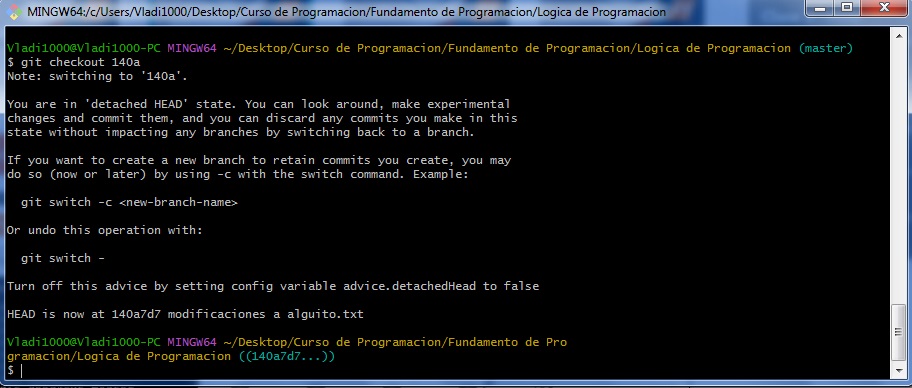 MINGW64:/c/Users/Vladi1000/Desktop/Curso de Programacion/Fundamento de Programacion/Logica de Programacion
Vladi1000@Vladi1000-PC MINGW64 ~/Desktop/Curso de Programacion/Fundamento de Programacion/Logica de Programacion (master)
$ git checkout 140a
Note: switching to '140a'.
You are in 'detached HEAD' state. You can look around, make experimental
changes and commit them, and you can discard any commits you make in this
state without impacting any branches by switching back to a branch.
If you want to create a new branch to retain commits you create, you may
do so (now or later) by using -c with the switch command. Example:
git switch -c <new-branch-name>
Or undo this operation with:
git switch -
Turn off this advice by setting config variable advice.detachedHead to false
HEAD is now at 140a7d7 modificaciones a alguito.txt
Vladi1000@Vladi1000-PC MINGW64 ~/Desktop/Curso de Programacion/Fundamento de Pro
gramacion/Logica de Programacion ((140a7d7...))
$